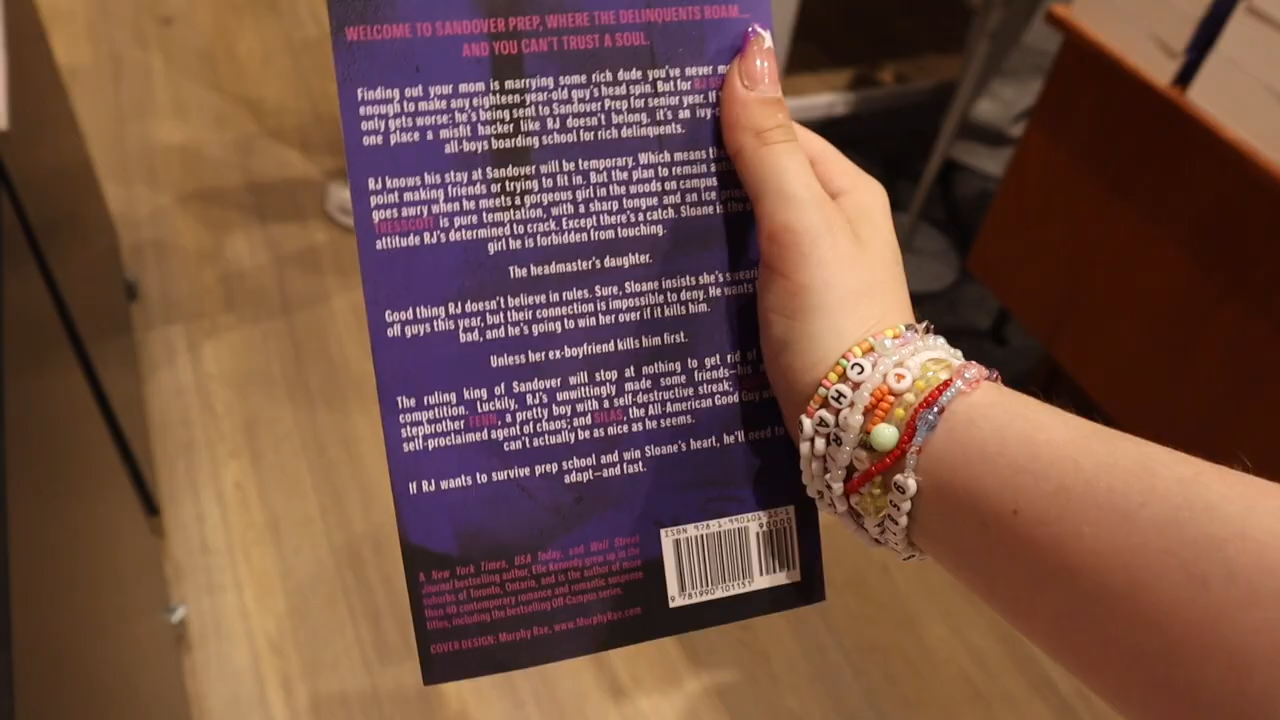 WELCOME TO SANDOVER PREP, WHERE THE DELINQUENTS ROAM...
AND YOU CAN'T TRUST A SOUL.
Finding out your mom is marrying some rich dude you've never
enough to make any eighteen-year-old guy's head spin. But for RJ
only gets worse: he's being sent to Sandover Prep for senior year. If
one place a misfit hacker like RJ doesn't belong, it's an
all-boys boarding school for rich delinquents.
RJ knows his stay at Sandover will be temporary. Which means
point making friends or trying to fit in. But the plan to remain
goes awry when he meets a gorgeous girl in the woods on campus
TRESSCOTT is pure temptation, with a sharp tongue and an ice
attitude RJ's determined to crack. Except there's a catch. Sloane is the
girl he is forbidden from touching.
The headmaster's daughter.
Good thing RJ doesn't believe in rules. Sure, Sloane insists she's
off guys this year, but their connection is impossible to deny. He wants
bad, and he's going to win her over if it kills him.
Unless her ex-boyfriend kills him first.
The ruling king of Sandover will stop at nothing to get rid of
competition. Luckily, RJ's unwittingly made some friends—his
stepbrother FENN, a pretty boy with a self-destructive streak;
self-proclaimed agent of chaos; and SILAS, the All-American Good Guy
can't actually be as nice as he seems.
If RJ wants to survive prep school and win Sloane's heart, he'll need to
adapt—and fast.
A New York Times, USA Today, and Wall Street
Journal bestselling author, Elle Kennedy grew up in the
suburbs of Toronto, Ontario, and is the author of more
than 40 contemporary romance and romantic suspense
titles, including the bestselling Off-Campus series.
COVER DESIGN: Murphy Rae, www.MurphyRae.com
ISBN 978-1-990101-15-1
90000
9 781990 101151
C
H
A
R